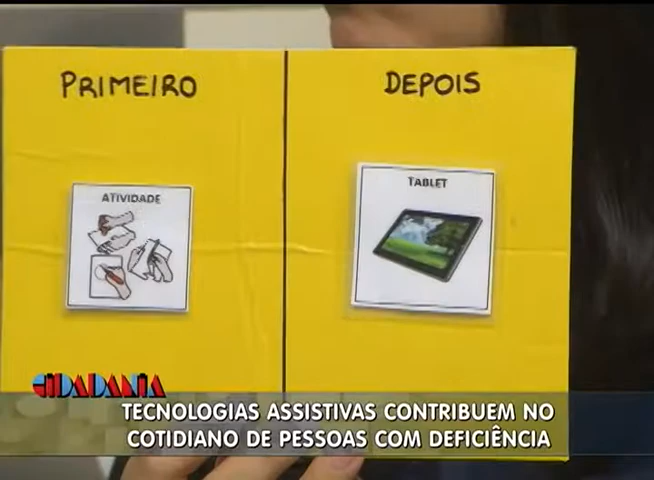 PRIMEIRO
DEPOIS
ATIVIDADE
TABLET
CIDADANIA
TECNOLOGIAS ASSISTIVAS CONTRIBUEM NO
COTIDIANO DE PESSOAS COM DEFICIÊNCIA